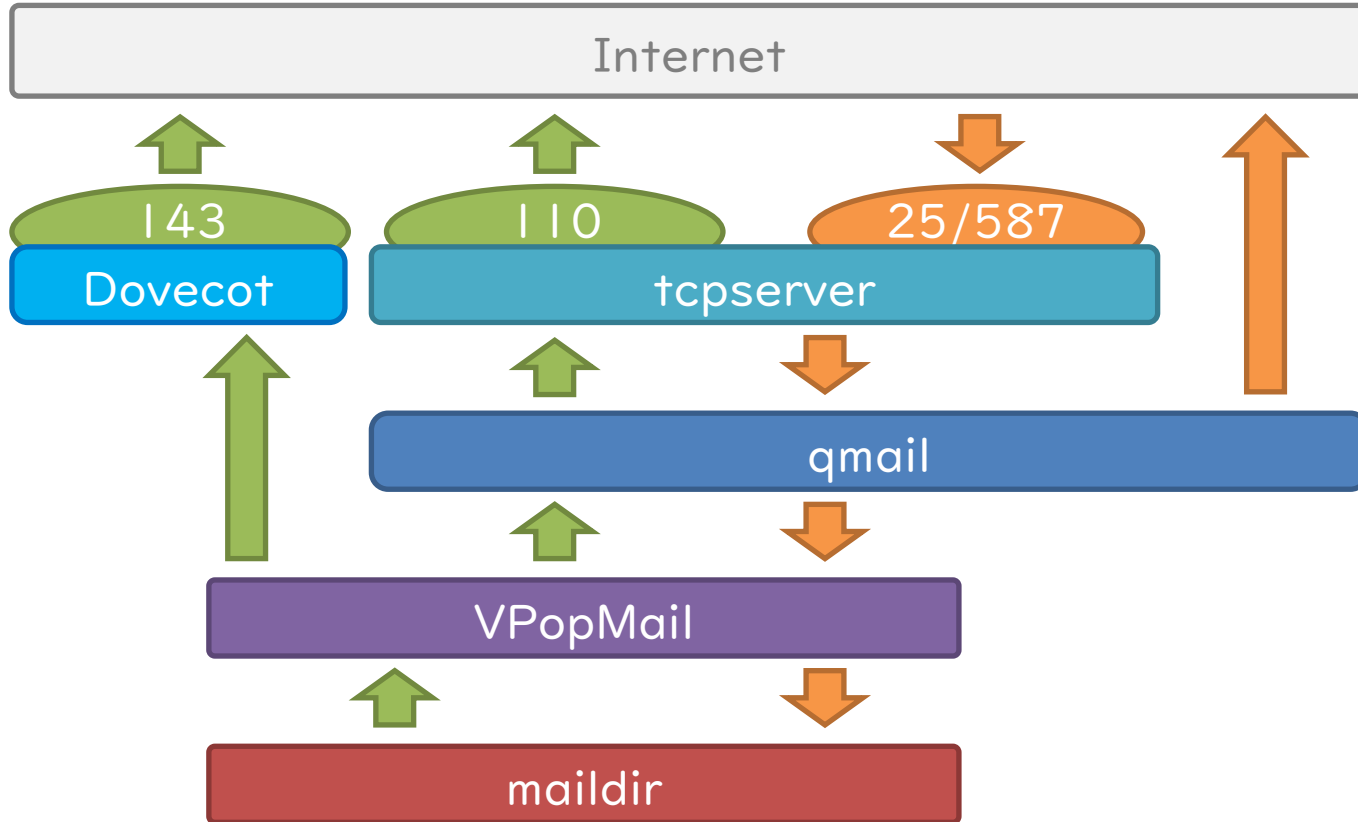 Internet
143
110
25/587
Dovecot
tcpserver
qmail
VPopMail
maildir